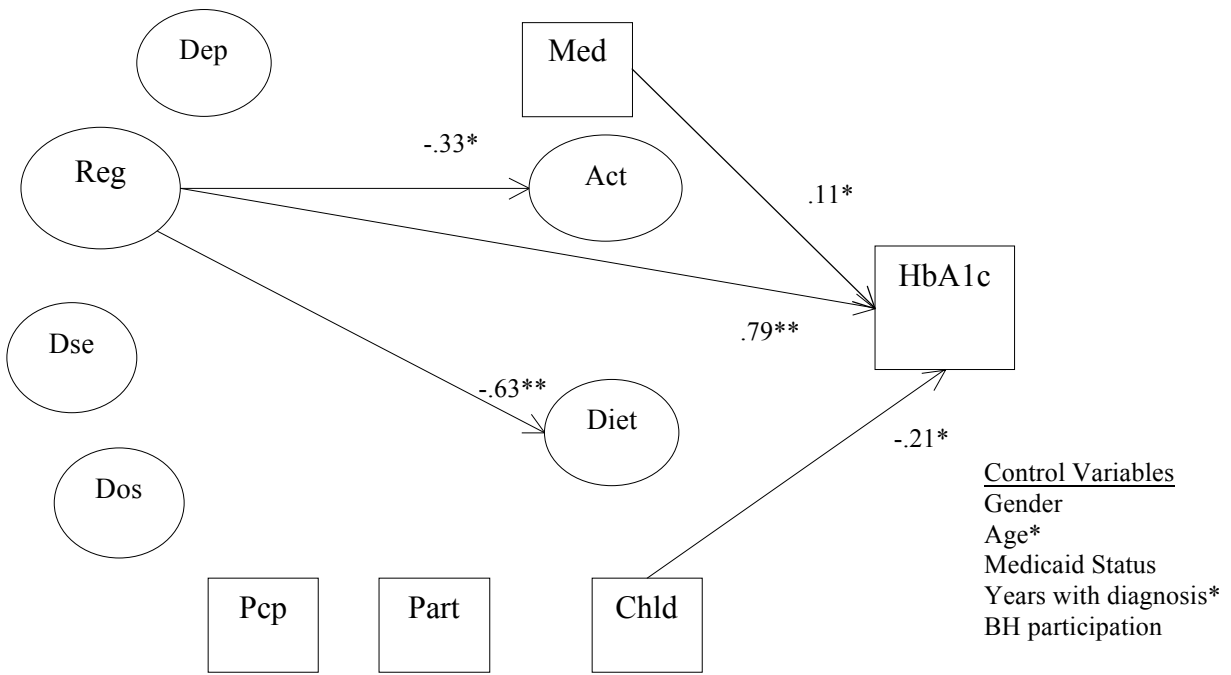 Dep
Med
-.33*
Reg
Act
.11*
HbA1c
Dse
.79**
-.63**
Diet
-.21*
Dos
Control Variables
Gender
Age*
Medicaid Status
Years with diagnosis*
BH participation
Pcp
Part
Chld